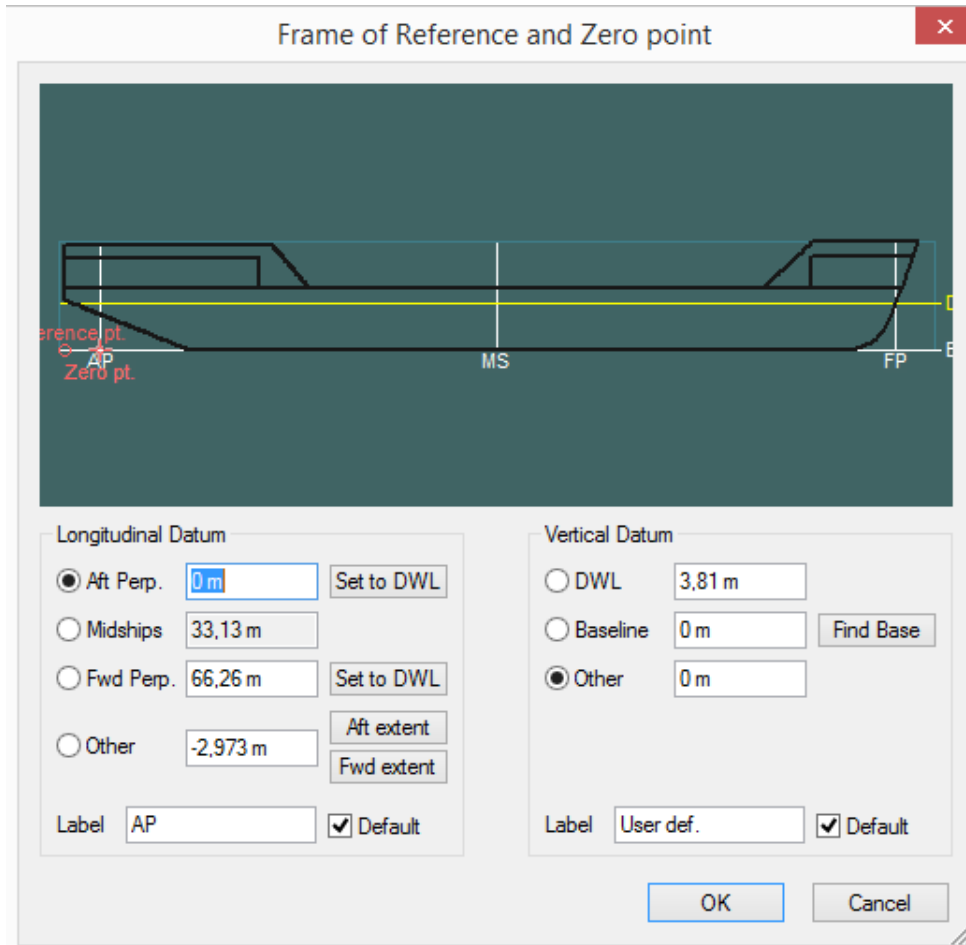 Frame of Reference and Zero point
erence pt.
AP
Zero pt.
MS
FP
Longitudinal Datum
Aft Perp. 0 m Set to DWL
Midships 33,13 m
Fwd Perp. 66,26 m Set to DWL
Aft extent
Other -2,973 m
Fwd extent
Label AP Default
Vertical Datum
DWL 3,81 m
Baseline 0 m Find Base
Other 0 m
Label User def. Default
OK Cancel